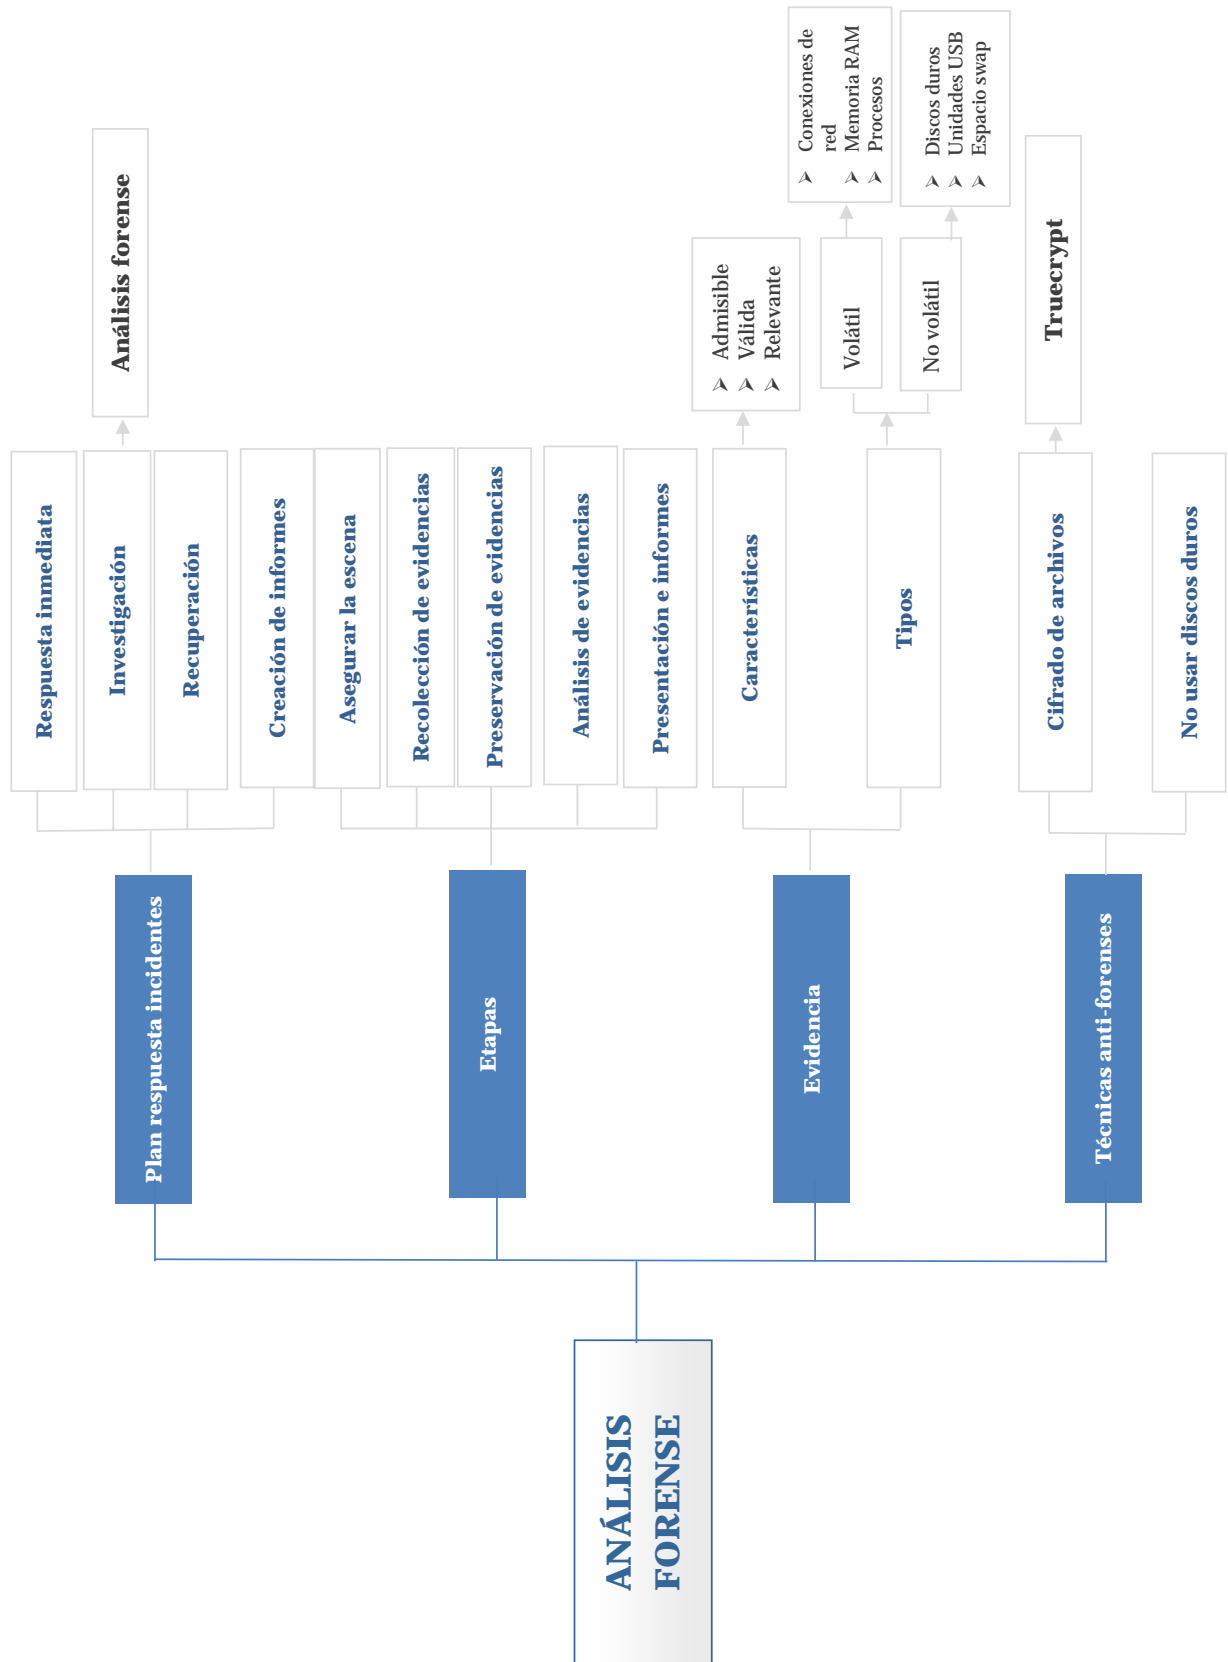 ANÁLISIS
FORENSE
Plan respuesta incidentes
Respuesta inmediata
Investigación
Análisis forense
Recuperación
Creación de informes
Etapas
Asegurar la escena
Recolección de evidencias
Preservación de evidencias
Análisis de evidencias
Presentación e informes
Evidencia
Características
➢ Admisible
➢ Válida
➢ Relevante
Tipos
Volátil
➢ Conexiones de
red
➢ Memoria RAM
➢ Procesos
No volátil
➢ Discos duros
➢ Unidades USB
➢ Espacio swap
Técnicas anti-forenses
Cifrado de archivos
Truecrypt
No usar discos duros